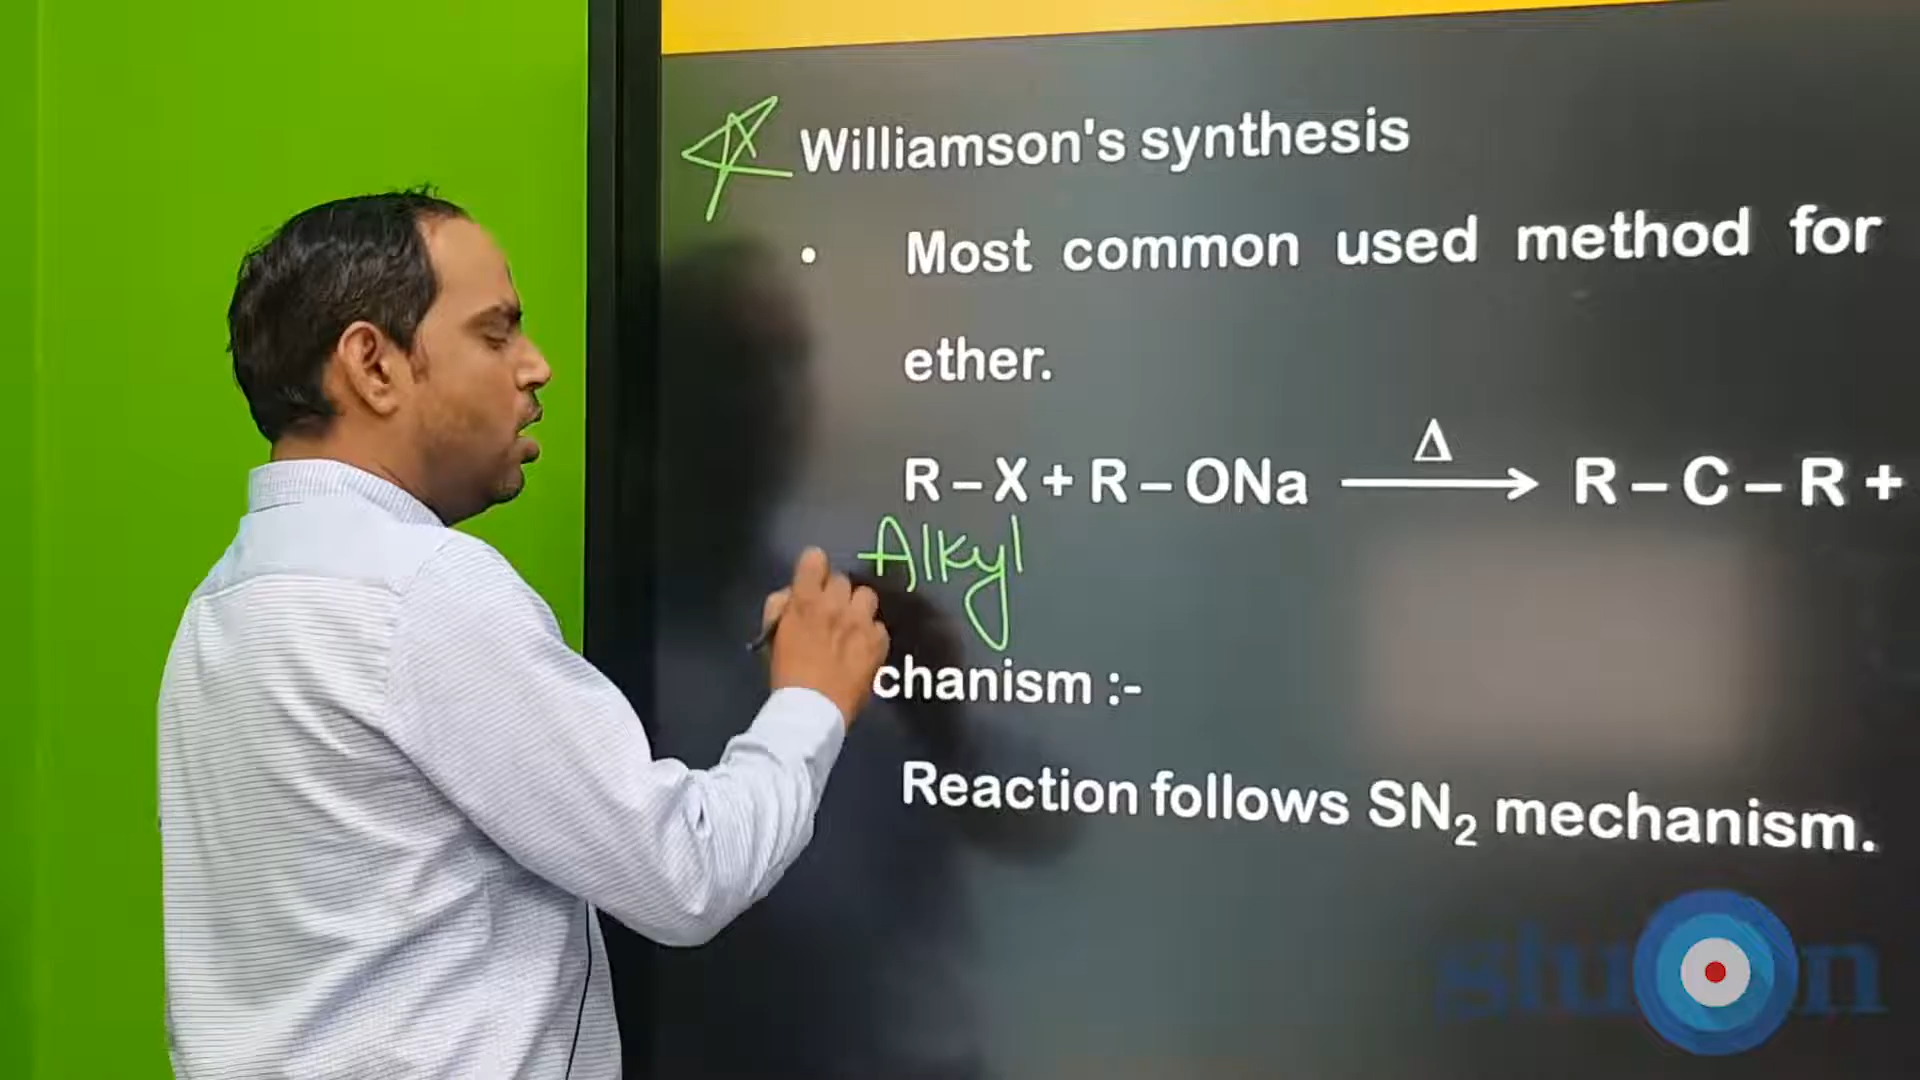 Williamson's synthesis
• Most common used method for
ether.
R – X + R – ONa Δ ⟶ R – C – R +
Alkyl
chanism :-
Reaction follows SN₂ mechanism.